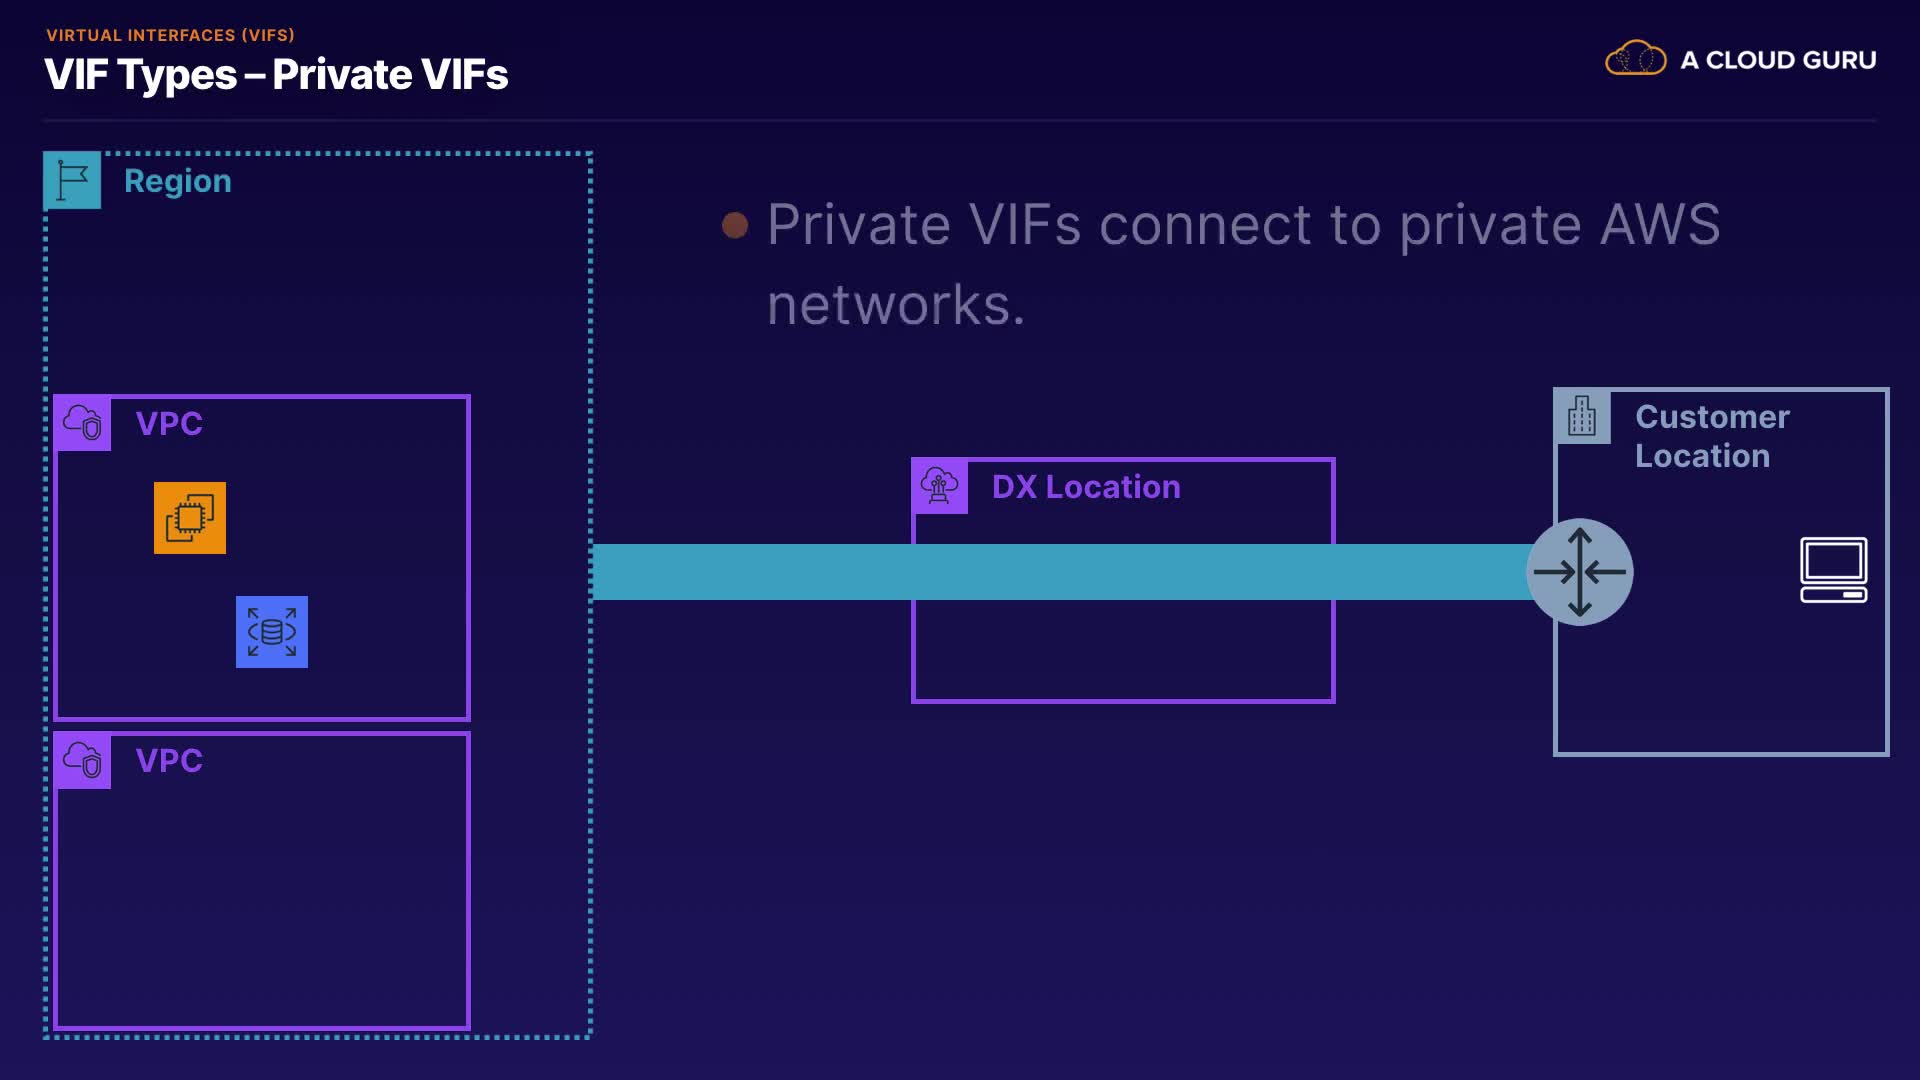 VIRTUAL INTERFACES (VIFS)
VIF Types – Private VIFs
A CLOUD GURU
Region
Private VIFs connect to private AWS
networks.
VPC
Customer
Location
DX Location
VPC